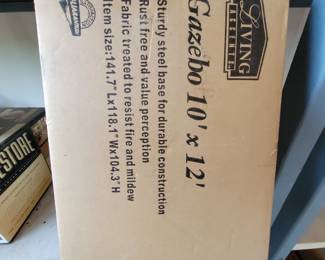 LIVING
Gazebo 10' x 12'
Sturdy steel base for durable construction
Rust free and value perception
Fabric treated to resist fire and mildew
Item size:141.7"Lx118.1"Wx104.3"H
STORE